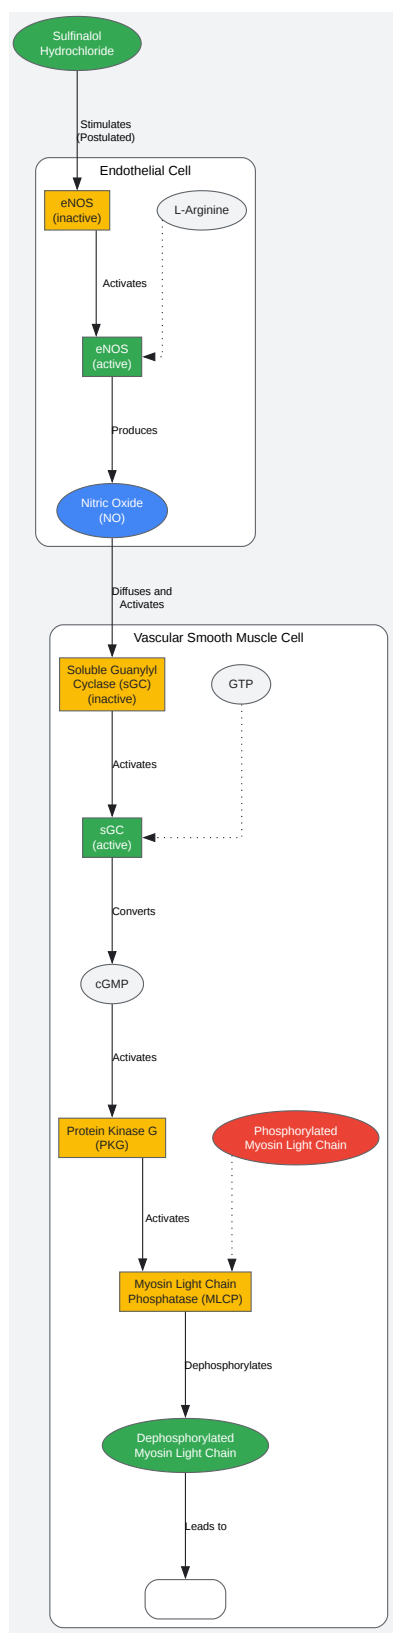 Sulfinalol
Hydrochloride
Stimulates
(Postulated)
Endothelial Cell
eNOS
(inactive)
L-Arginine
Activates
eNOS
(active)
Produces
Nitric Oxide
(NO)
Diffuses and
Activates
Vascular Smooth Muscle Cell
Soluble Guanylyl
Cyclase (sGC)
(inactive)
GTP
Activates
sGC
(active)
Converts
cGMP
Activates
Protein Kinase G
(PKG)
Phosphorylated
Myosin Light Chain
Activates
Myosin Light Chain
Phosphatase (MLCP)
Dephosphorylates
Dephosphorylated
Myosin Light Chain
Leads to